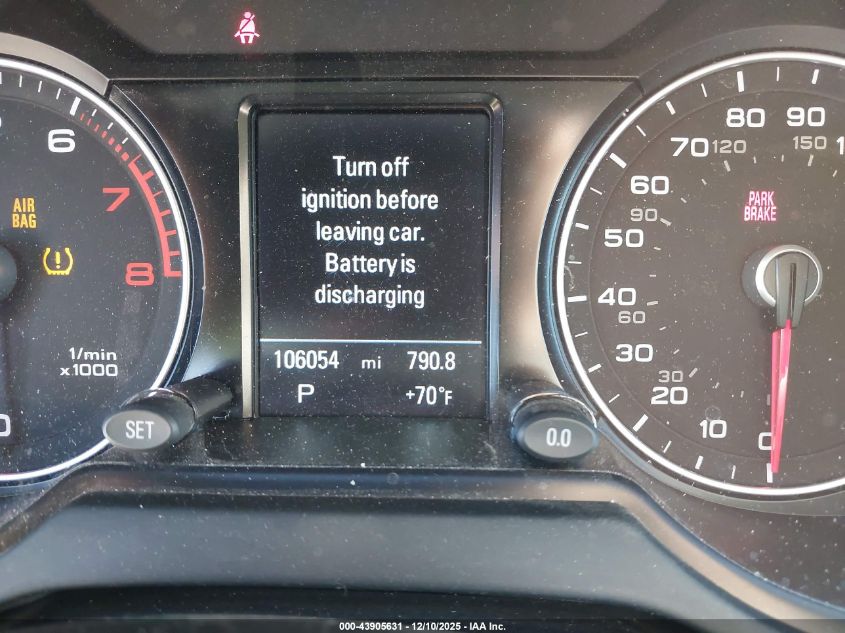 6
7
8
AIR
BAG
1/min
x1000
0
SET
Turn off
ignition before
leaving car.
Battery is
discharging
106054 mi 790.8
P +70°F
0.0
0
10
20
30
30
40
50
60
60
70
80
90
90
120
150
1
PARK
BRAKE
000-43905631 - 12/10/2025 - IAA Inc.